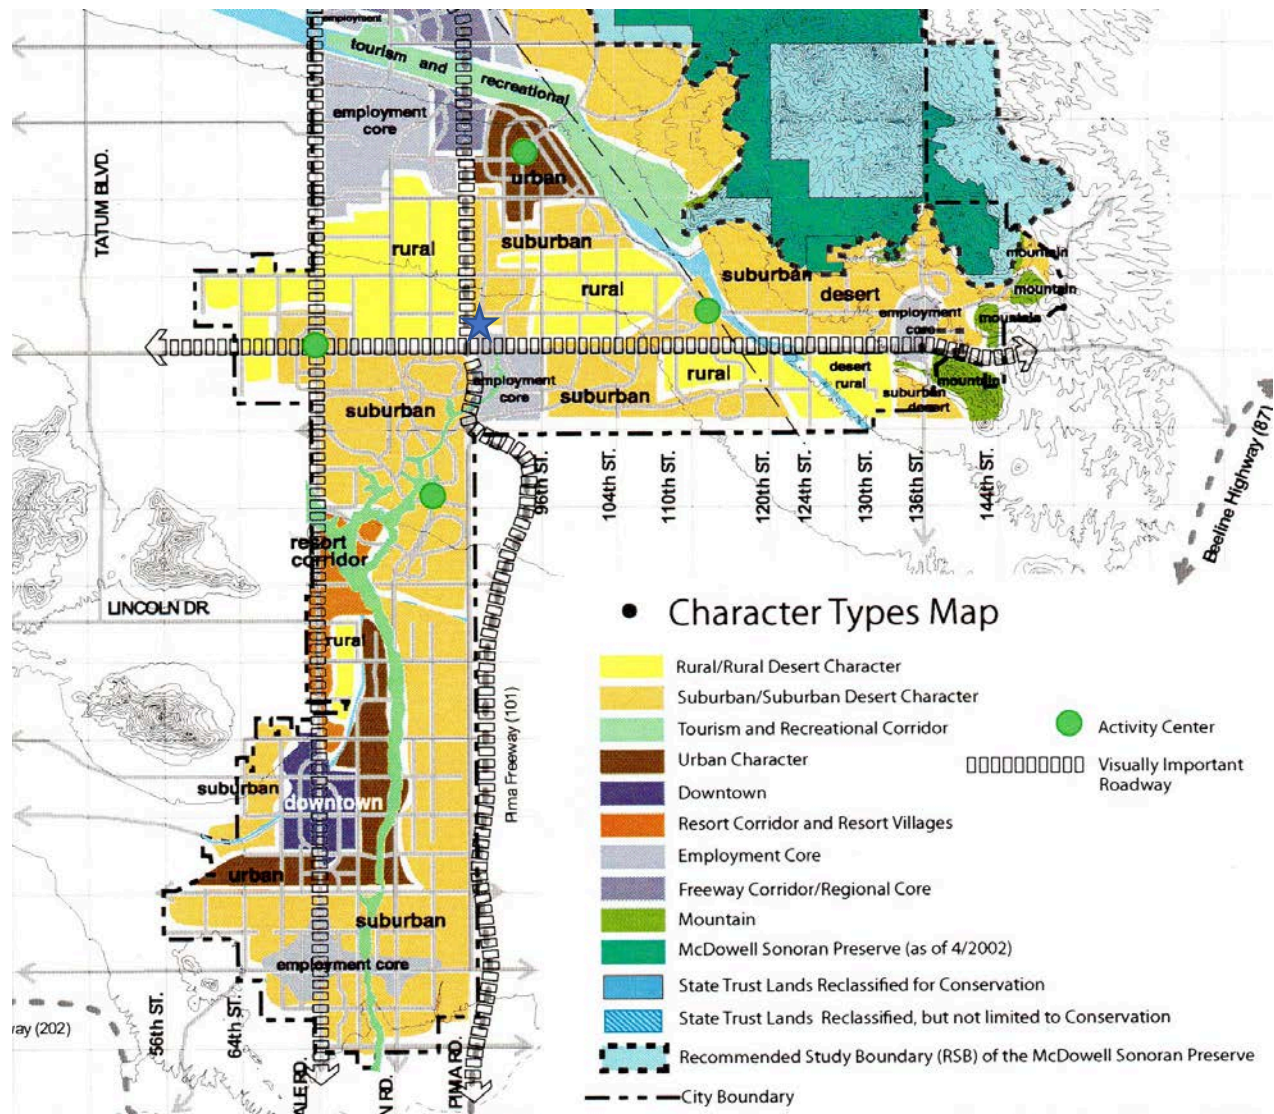 employment
tourism and recreational
employment
core
urban
TATUM BLVD.
rural
suburban
rural
suburban
desert
mountain
mountain
mountain
employment
core
employment
core
suburban
suburban
rural
desert
rural
mountain
suburban
desert
96th ST.
104th ST.
110th ST.
120th ST.
124th ST.
130th ST.
136th ST.
144th ST.
Beeline Highway (87)
resort
corridor
LINCOLN DR.
rural
Pima Freeway (101)
suburban
downtown
urban
suburban
employment core
56th ST.
64th ST.
way (202)
ALE RD.
N RD.
PIMA RD.
• Character Types Map
Rural/Rural Desert Character
Suburban/Suburban Desert Character
Tourism and Recreational Corridor
Urban Character
Downtown
Resort Corridor and Resort Villages
Employment Core
Freeway Corridor/Regional Core
Mountain
McDowell Sonoran Preserve (as of 4/2002)
State Trust Lands Reclassified for Conservation
State Trust Lands Reclassified, but not limited to Conservation
Recommended Study Boundary (RSB) of the McDowell Sonoran Preserve
City Boundary
Activity Center
Visually Important
Roadway